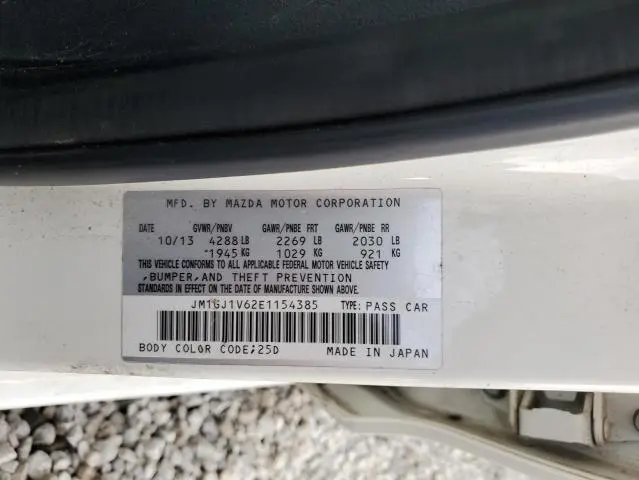 MFD. BY MAZDA MOTOR CORPORATION
DATE GVWR/PNBV GAWR/PNBE FRT GAWR/PNBE RR
10/13 4288 LB 2269 LB 2030 LB
1945 KG 1029 KG 921 KG
THIS VEHICLE CONFORMS TO ALL APPLICABLE FEDERAL MOTOR VEHICLE SAFETY
,BUMPER,AND THEFT PREVENTION
STANDARDS IN EFFECT ON THE DATE OF MANUFACTURE SHOWN ABOVE.
JM1GJ1V62E1154385 TYPE: PASS CAR
BODY COLOR CODE;25D MADE IN JAPAN